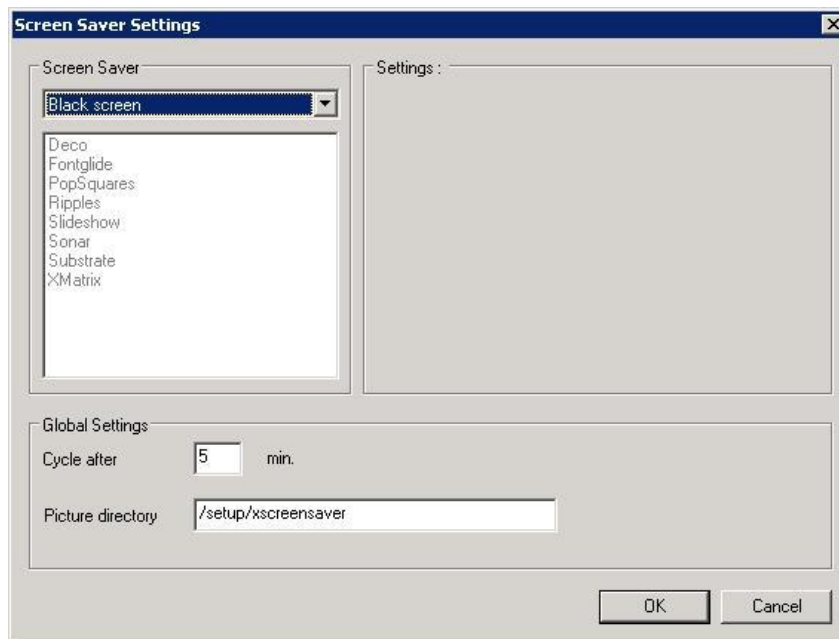 Screen Saver Settings
Screen Saver
Black screen
Deco
Fontglide
PopSquares
Ripples
Slideshow
Sonar
Substrate
XMatrix
Settings :
Global Settings
Cycle after 5 min.
Picture directory /setup/xscreensaver
OK Cancel